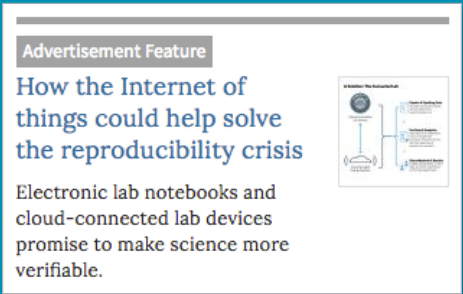 Advertisement Feature
How the Internet of
things could help solve
the reproducibility crisis
Electronic lab notebooks and
cloud-connected lab devices
promise to make science more
verifiable.